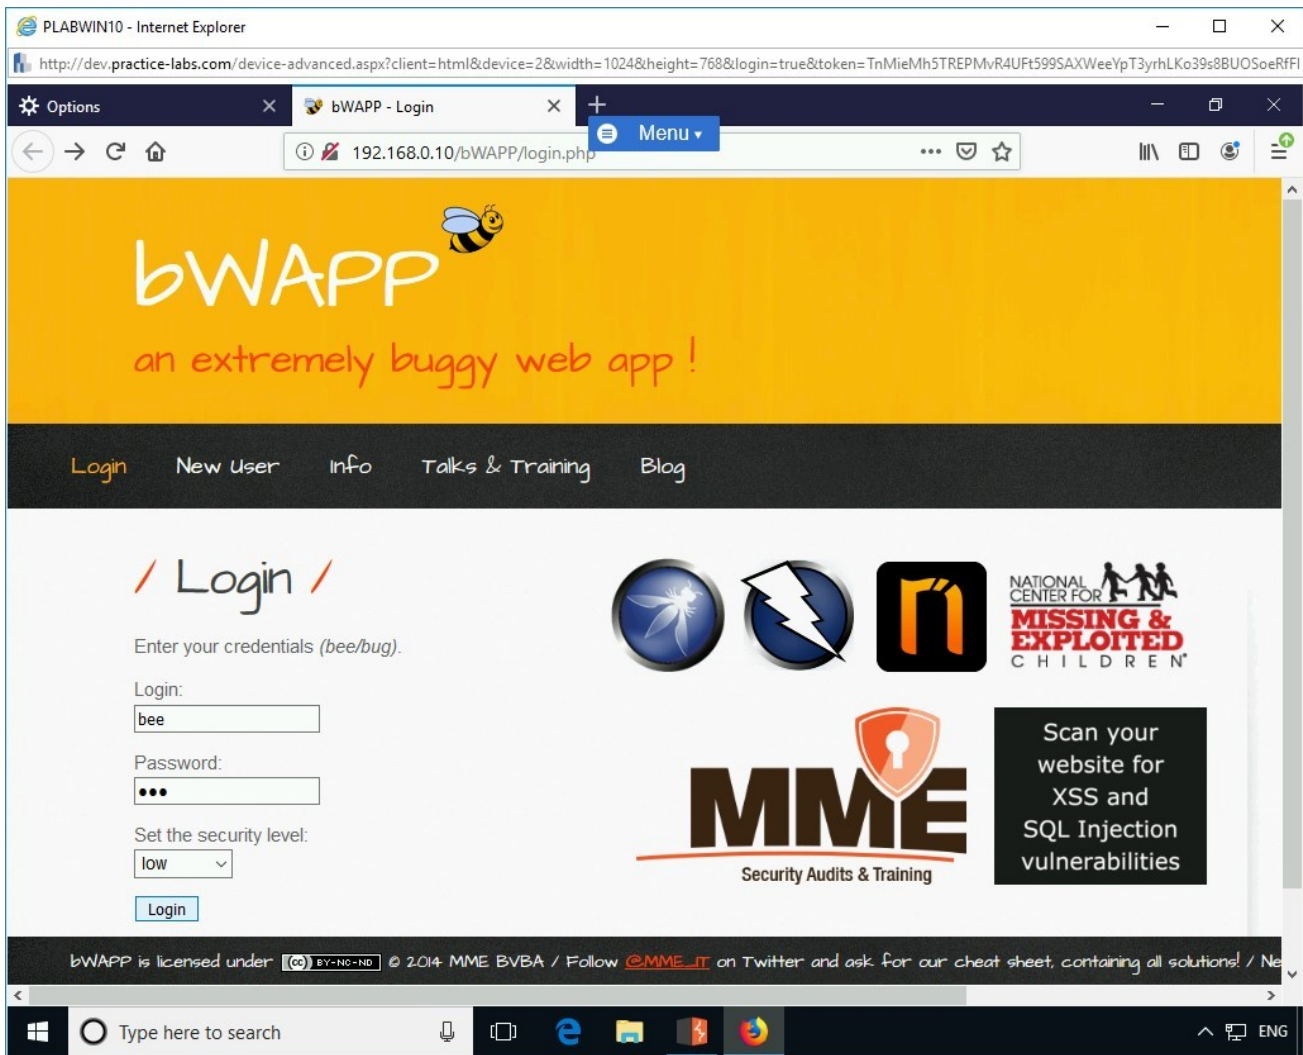 PLABWIN10 - Internet Explorer
http://dev.practice-labs.com/device-advanced.aspx?client=html&device=2&width=1024&height=768&login=true&token=TnMieMh5TREPMvR4UFt599SAXWeeYpT3yrhLKo39s8BUOSoeRfFl
Options
bWAPP - Login
Menu
192.168.0.10/bWAPP/login.php
bWAPP
an extremely buggy web app !
Login New User Info Talks & Training Blog
/ Login /
Enter your credentials (bee/bug).
Login:
bee
Password:
•••
Set the security level:
low
Login
n
NATIONAL
CENTER FOR
MISSING &
EXPLOITED
CHILDREN®
MME
Security Audits & Training
Scan your
website for
XSS and
SQL Injection
vulnerabilities
bWAPP is licensed under (cc) BY-NC-ND © 2014 MME BVBA / Follow @MME_IT on Twitter and ask for our cheat sheet, containing all solutions! / Ne
Type here to search
ENG